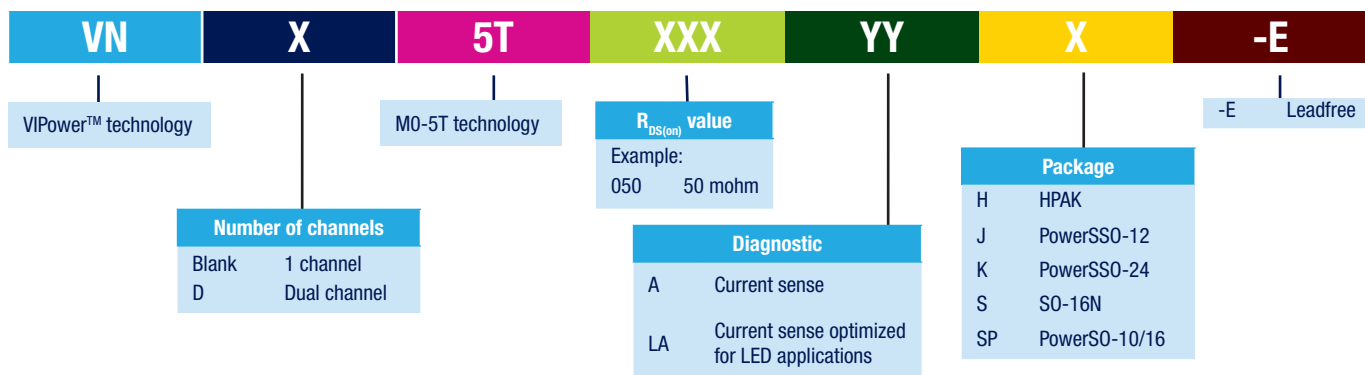 VN X 5T XXX YY X -E
VIPower™ technology
M0-5T technology
R_DS(on) value
Example:
050 50 mohm
-E Leadfree
Number of channels
Blank 1 channel
D Dual channel
Diagnostic
A Current sense
LA Current sense optimized
for LED applications
Package
H HPAK
J PowerSSO-12
K PowerSSO-24
S SO-16N
SP PowerSO-10/16